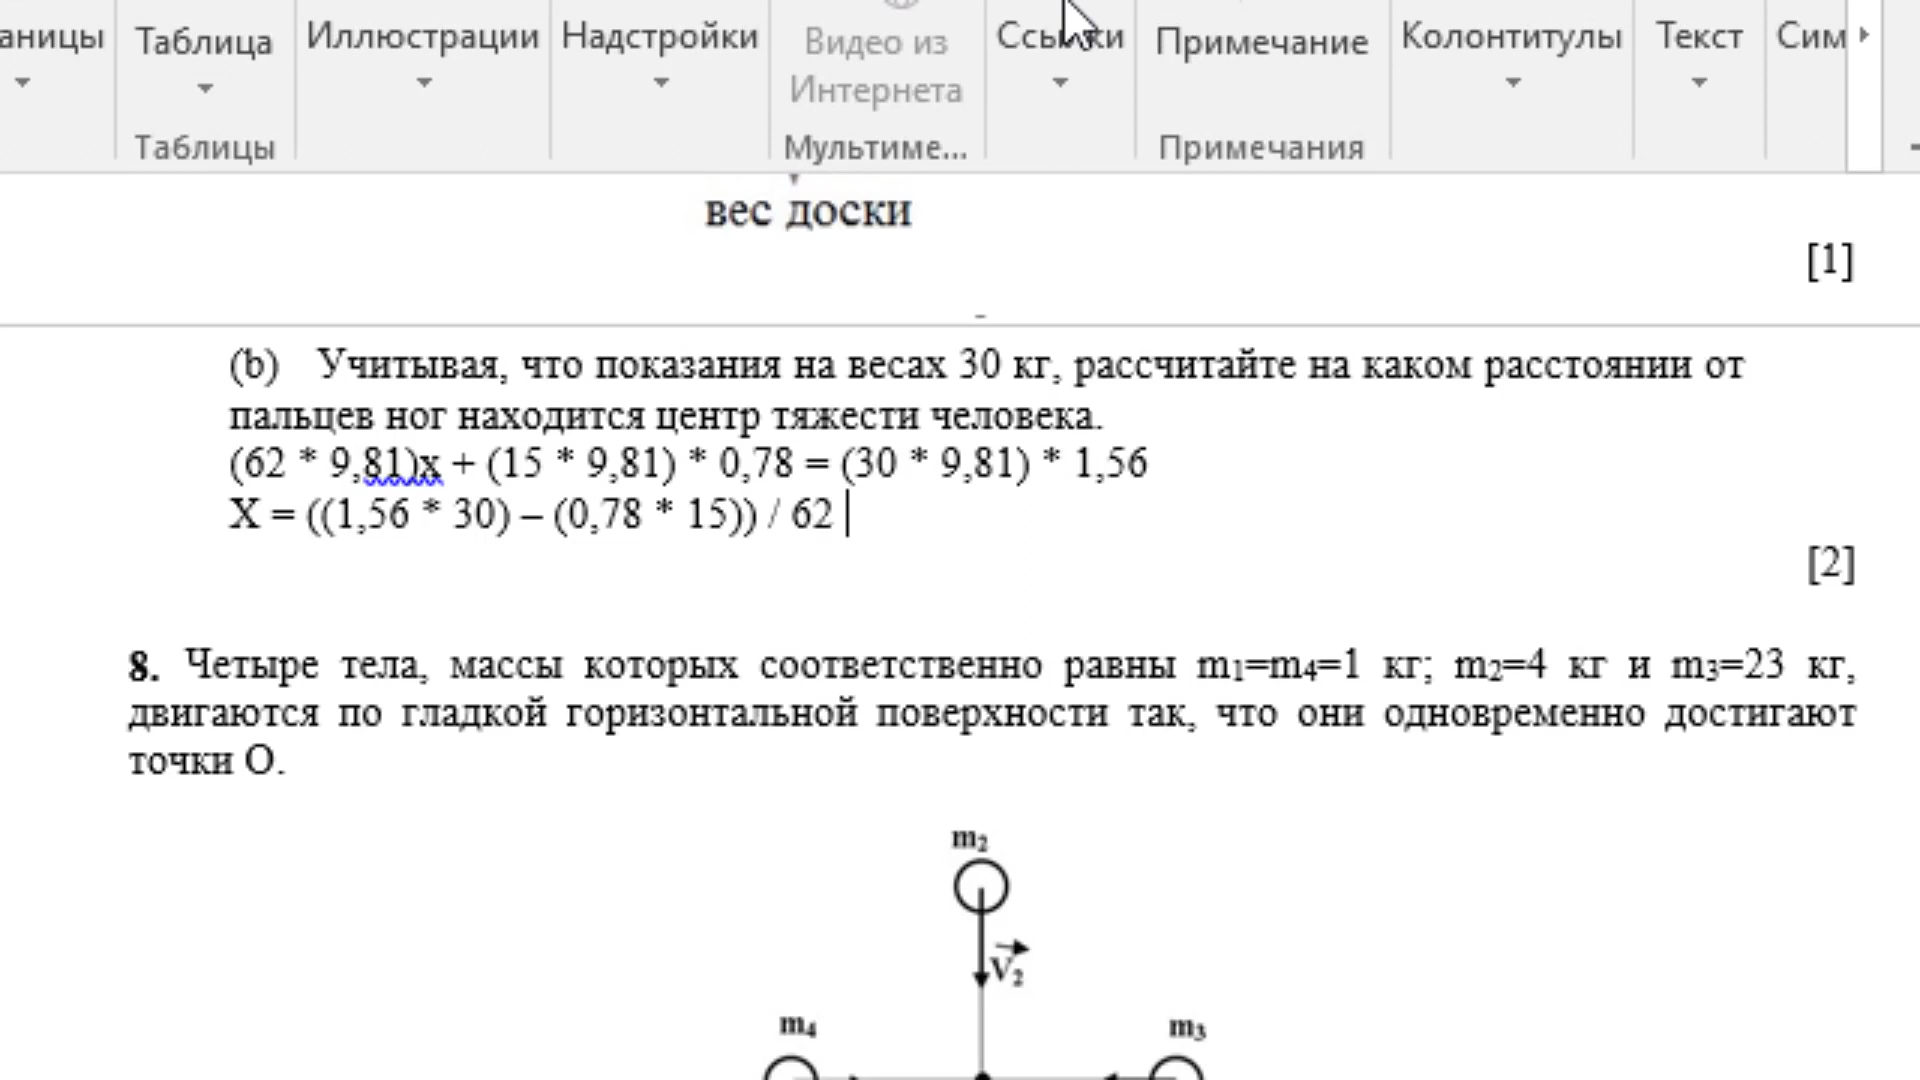 аницы
Таблица
Иллюстрации
Надстройки
Видео из
Интернета
Примечание
Колонтитулы
Текст
Сим
Таблицы
Мультиме...
Примечания
вес доски
[1]
(b) Учитывая, что показания на весах 30 кг, рассчитайте на каком расстоянии от
пальцев ног находится центр тяжести человека.
(62 * 9,81)x + (15 * 9,81) * 0,78 = (30 * 9,81) * 1,56
X = ((1,56 * 30) – (0,78 * 15)) / 62
[2]
8. Четыре тела, массы которых соответственно равны m₁=m₄=1 кг; m₂=4 кг и m₃=23 кг,
двигаются по гладкой горизонтальной поверхности так, что они одновременно достигают
точки О.
m₂
V₂
m₄
m₃